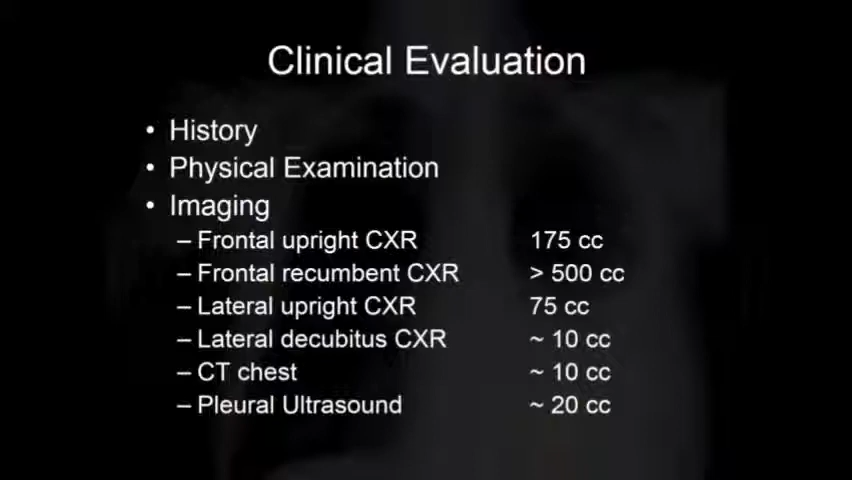 Clinical Evaluation
• History
• Physical Examination
• Imaging
– Frontal upright CXR 175 cc
– Frontal recumbent CXR > 500 cc
– Lateral upright CXR 75 cc
– Lateral decubitus CXR ~ 10 cc
– CT chest ~ 10 cc
– Pleural Ultrasound ~ 20 cc